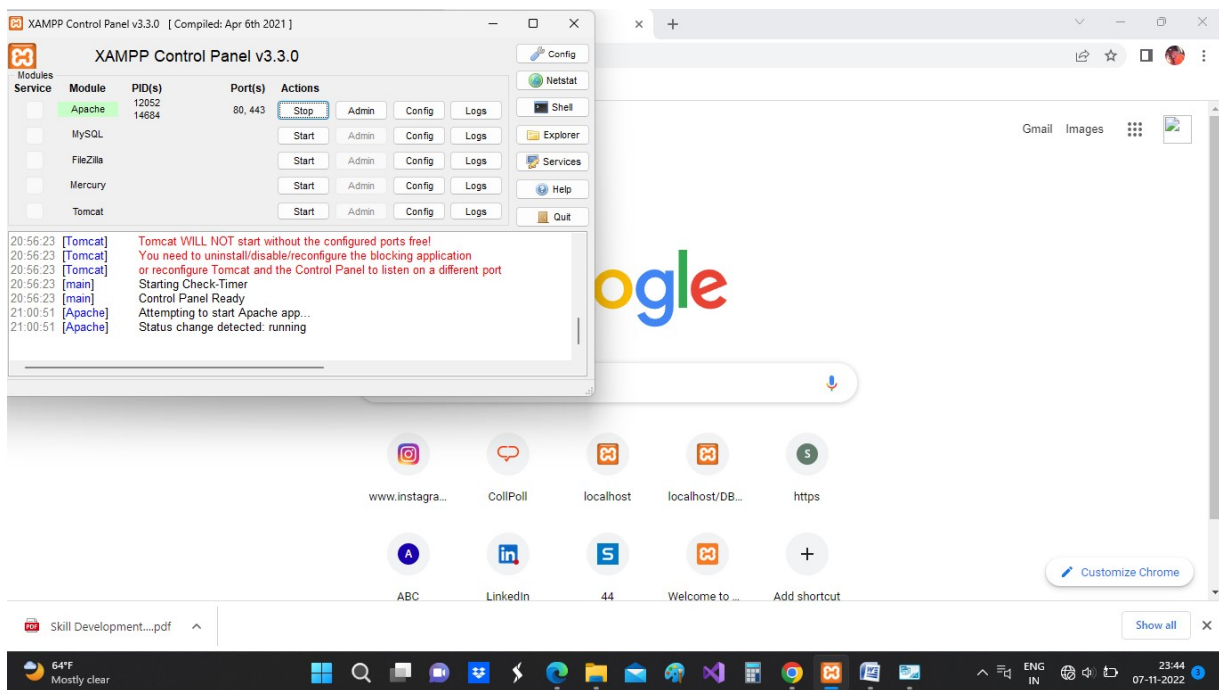 XAMPP Control Panel v3.3.0 [ Compiled: Apr 6th 2021 ]
XAMPP Control Panel v3.3.0
Config
Modules
Service Module PID(s) Port(s) Actions
Netstat
Apache 12052 14684 80, 443 Stop Admin Config Logs
Shell
MySQL Start Admin Config Logs
Explorer
FileZilla Start Admin Config Logs
Services
Mercury Start Admin Config Logs
Help
Tomcat Start Admin Config Logs
Quit
20:56:23 [Tomcat] Tomcat WILL NOT start without the configured ports free!
20:56:23 [Tomcat] You need to uninstall/disable/reconfigure the blocking application
20:56:23 [Tomcat] or reconfigure Tomcat and the Control Panel to listen on a different port
20:56:23 [main] Starting Check-Timer
20:56:23 [main] Control Panel Ready
21:00:51 [Apache] Attempting to start Apache app...
21:00:51 [Apache] Status change detected: running
Gmail Images
ogle
www.instagra... CollPoll localhost localhost/DB... https
S
A in S
ABC LinkedIn 44 Welcome to ... Add shortcut
Customize Chrome
PDF Skill Development....pdf
Show all
64°F
Mostly clear
ENG
IN
23:44
07-11-2022
3